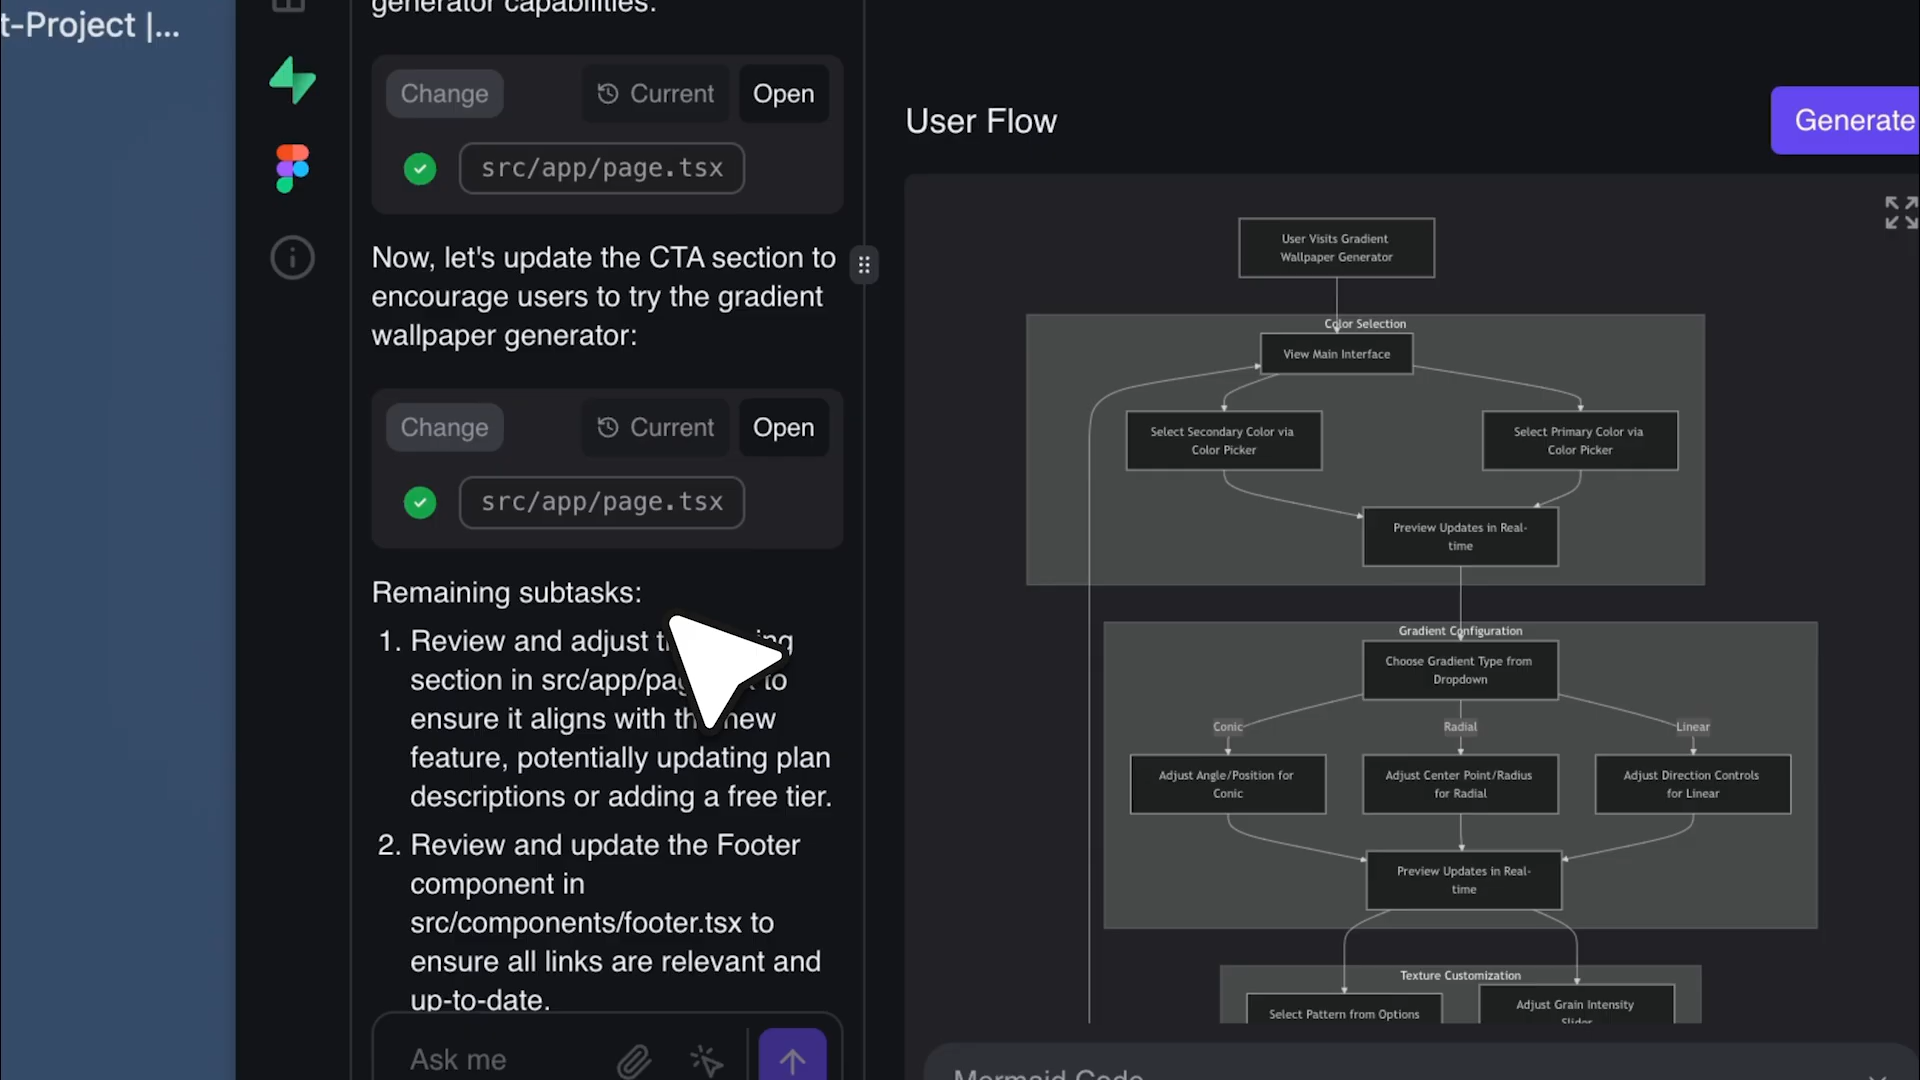 t-Project |...
generator capabilities.
Change
Current
Open
src/app/page.tsx
Now, let's update the CTA section to
encourage users to try the gradient
wallpaper generator:
Change
Current
Open
src/app/page.tsx
Remaining subtasks:
1. Review and adjust
section in src/app/pa to
ensure it aligns with new
feature, potentially updating plan
descriptions or adding a free tier.
2. Review and update the Footer
component in
src/components/footer.tsx to
ensure all links are relevant and
up-to-date.
Ask me
User Flow
Generate
User Visits Gradient
Wallpaper Generator
Color Selection
View Main Interface
Select Secondary Color via
Color Picker
Select Primary Color via
Color Picker
Preview Updates in Real-
time
Gradient Configuration
Choose Gradient Type from
Dropdown
Conic
Radial
Linear
Adjust Angle/Position for
Conic
Adjust Center Point/Radius
for Radial
Adjust Direction Controls
for Linear
Preview Updates in Real-
time
Texture Customization
Select Pattern from Options
Adjust Grain Intensity
Slider
Mermaid Code